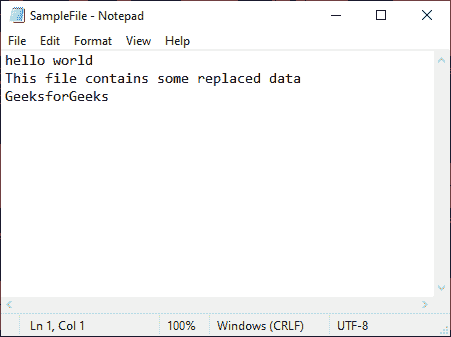 SampleFile - Notepad
File Edit Format View Help
hello world
This file contains some replaced data
GeeksforGeeks
Ln 1, Col 1 100% Windows (CRLF) UTF-8